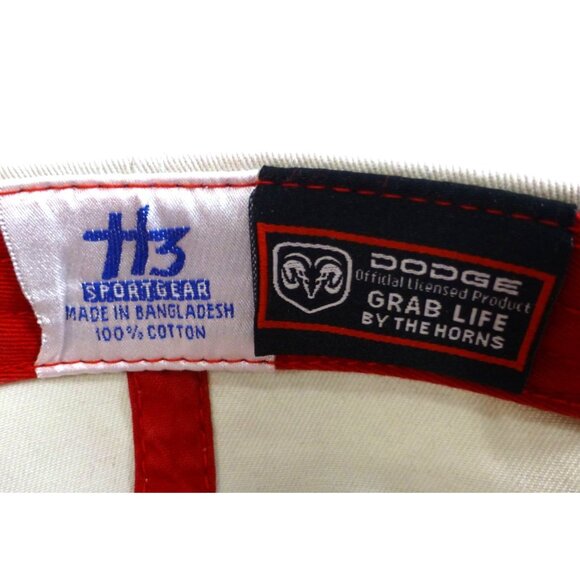 H3
SPORTGEAR
MADE IN BANGLADESH
100% COTTON
DODGE
Official Licensed Product
GRAB LIFE
BY THE HORNS